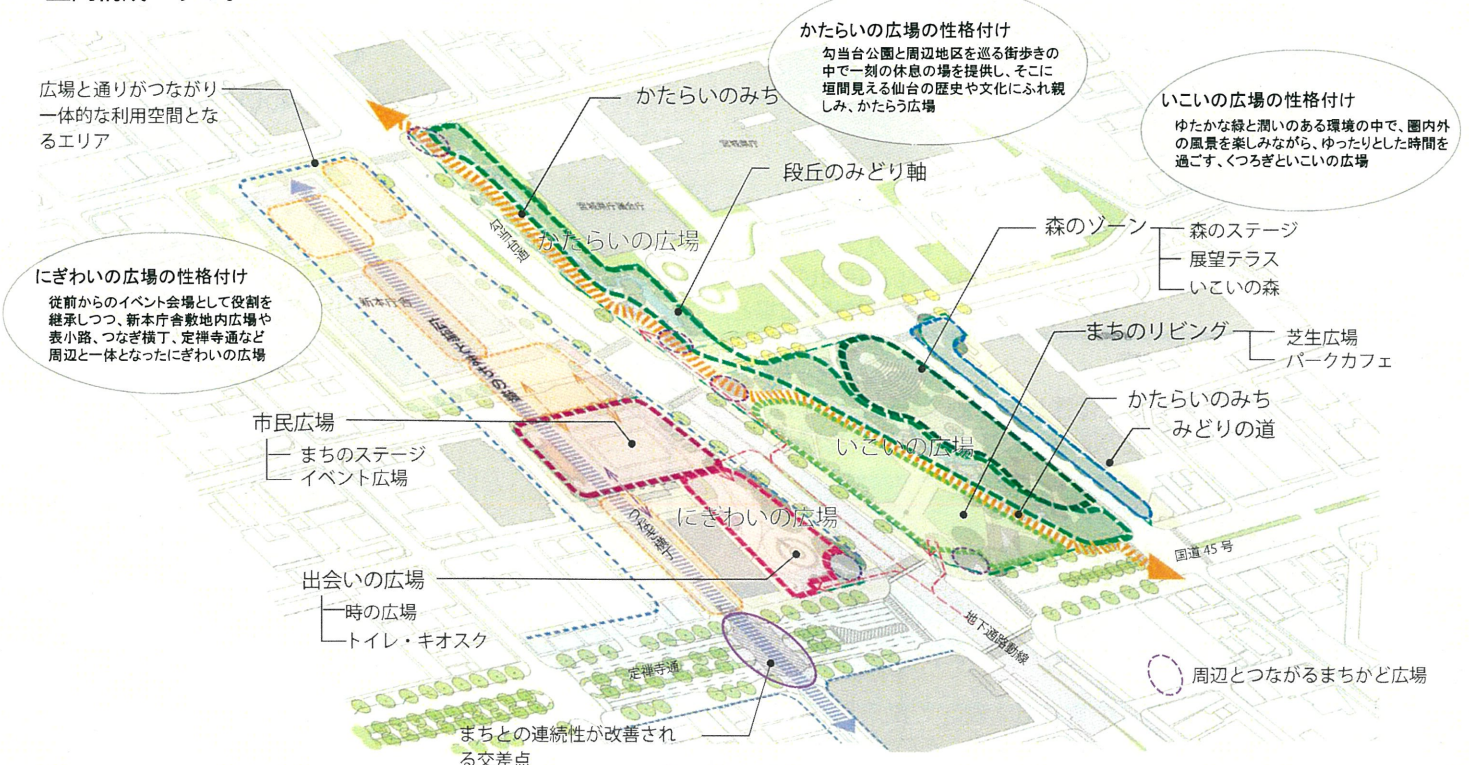 かたらいの広場の性格付け
勾当台公園と周辺地区を巡る街歩きの
中で一刻の休息の場を提供し、そこに
垣間見える仙台の歴史や文化にふれ親
しみ、かたらう広場
いこいの広場の性格付け
ゆたかな緑と潤いのある環境の中で、園内外
の風景を楽しみながら、ゆったりとした時間を
過ごす、くつろぎといこいの広場
広場と通りがつながり
一体的な利用空間とな
るエリア
かたらいのみち
段丘のみどり軸
勾当台通
かたらいの広場
森のゾーン
森のステージ
展望テラス
いこいの森
にぎわいの広場の性格付け
従前からのイベント会場として役割を
継承しつつ、新本庁舎敷地内広場や
表小路、つなぎ横丁、定禅寺通など
周辺と一体となったにぎわいの広場
新本庁舎
まちのリビング
芝生広場
パークカフェ
かたらいのみち
みどりの道
市民広場
まちのステージ
イベント広場
いこいの広場
にぎわいの広場
つなぎ横丁
国道45号
出会いの広場
時の広場
トイレ・キオスク
地下通路動線
定禅寺通
周辺とつながるまちかど広場
まちとの連続性が改善され
る交差点